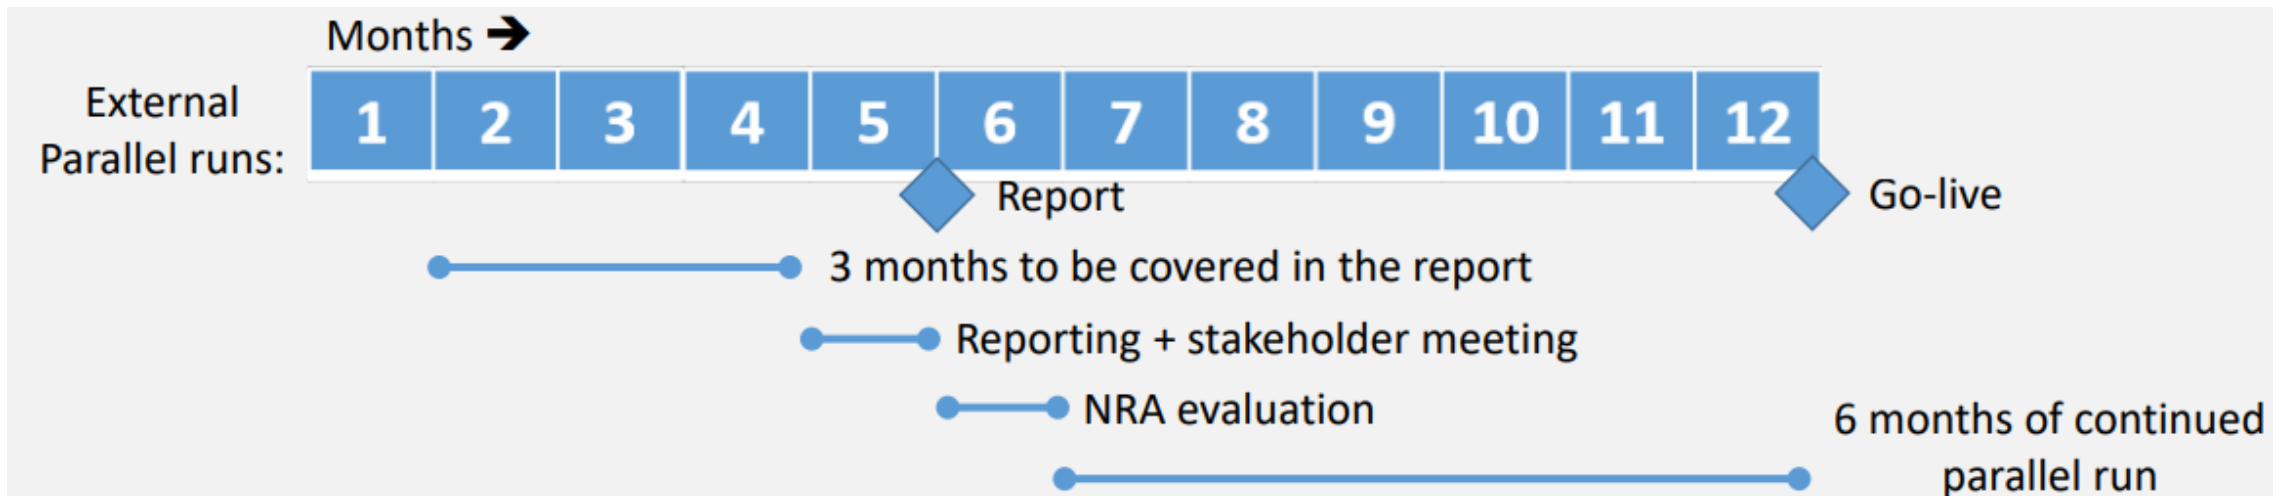 Months ➔
External
Parallel runs:
1 2 3 4 5 6 7 8 9 10 11 12
Report
Go-live
3 months to be covered in the report
Reporting + stakeholder meeting
NRA evaluation
6 months of continued
parallel run